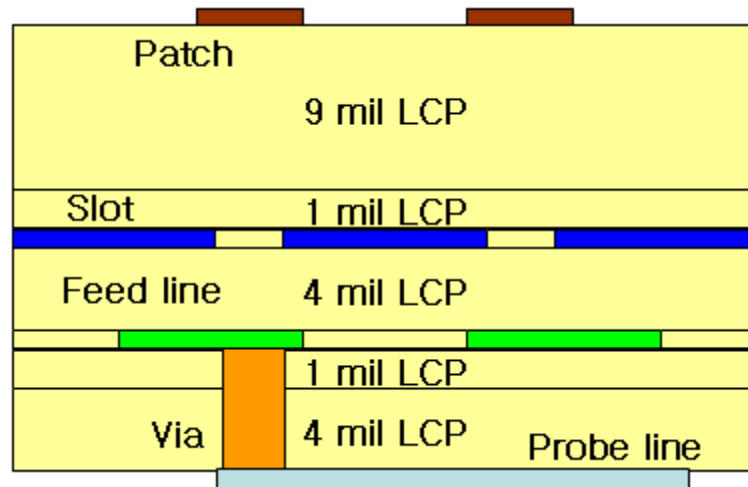 Patch
9 mil LCP
Slot
1 mil LCP
Feed line
4 mil LCP
1 mil LCP
Via
4 mil LCP
Probe line